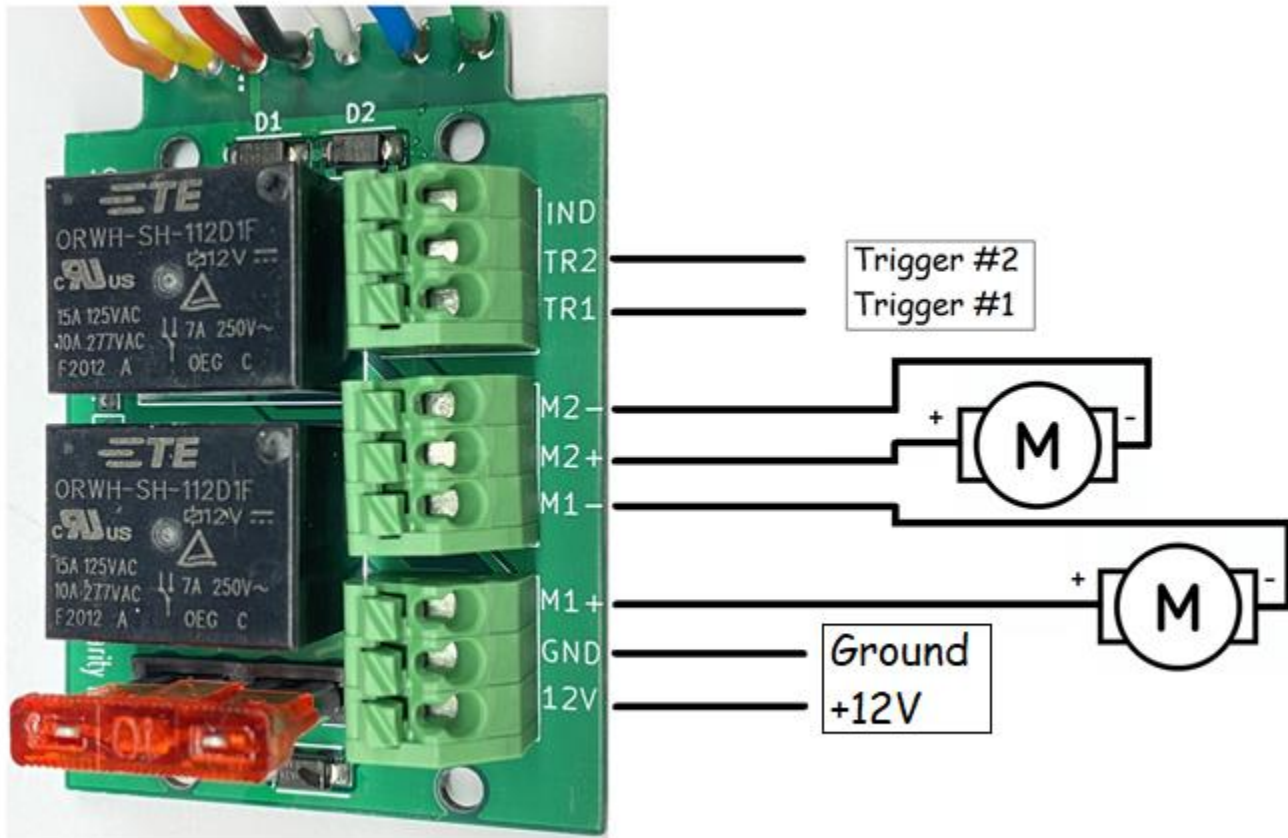 D1 D2
TE
ORWH-SH-112D1F
12V
c UR US
15A 125VAC
10A 277VAC
7A 250V~
F2012 A
OEG C
IND
TR2
TR1
Trigger #2
Trigger #1
M2-
M2+
M1-
+ M -
TE
ORWH-SH-112D1F
12V
c UR US
15A 125VAC
10A 277VAC
7A 250V~
F2012 A
OEG C
M1+
GND
12V
+ M -
Ground
+12V
10